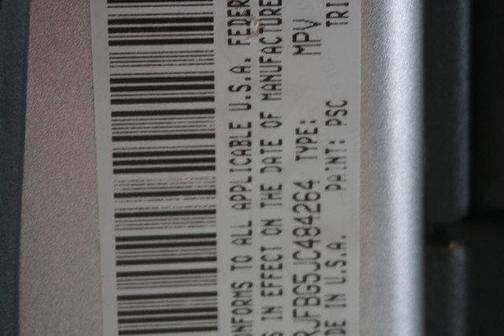 NFORMS TO ALL APPLICABLE U.S.A. FEDER
IN EFFECT ON THE DATE OF MANUFACTURE
RJFBG5JC484264 TYPE: MPV
DE IN U.S.A. PAINT: PSC TRI